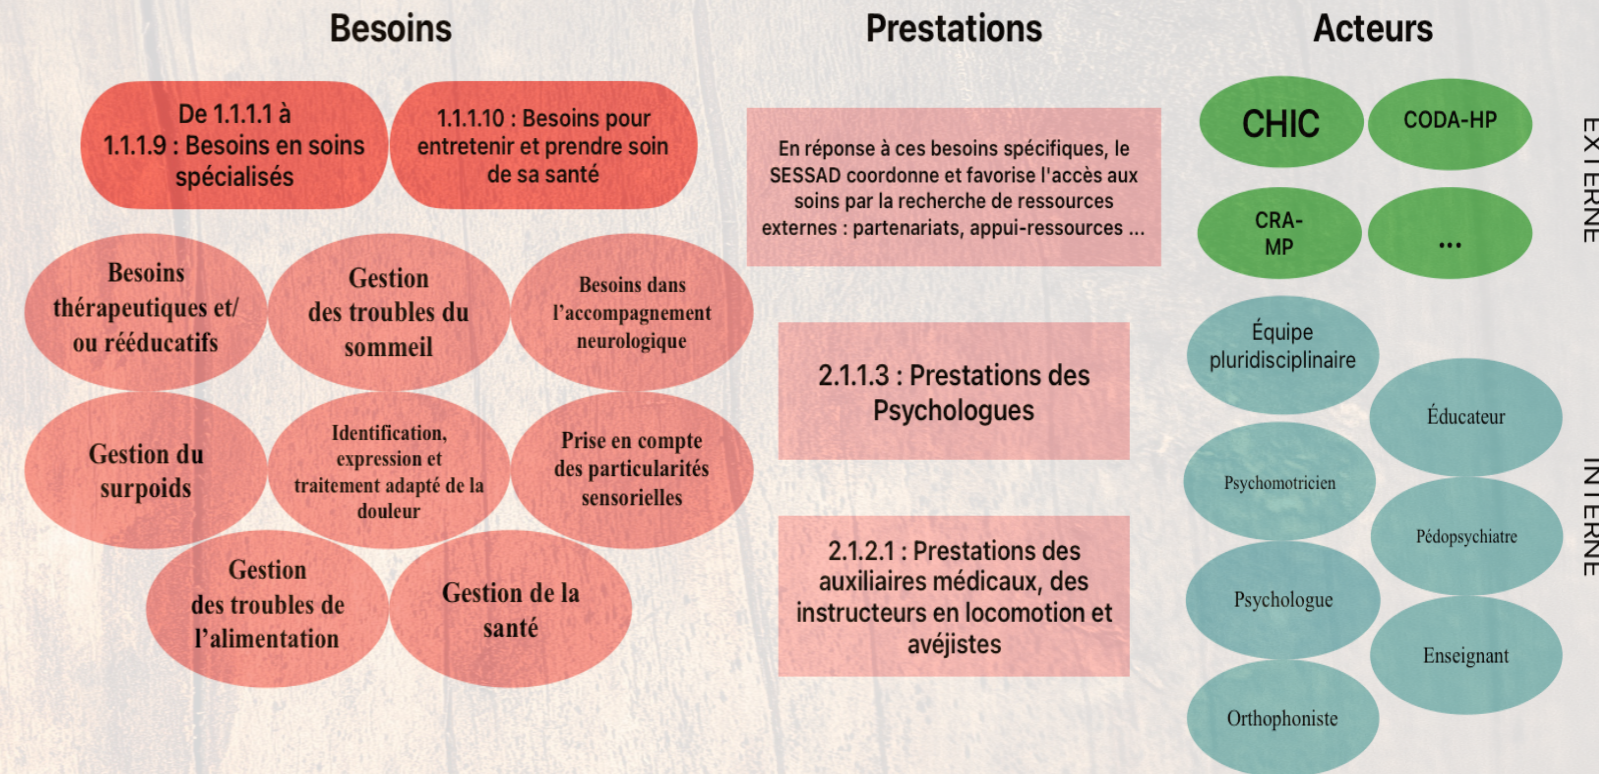 Besoins
Prestations
Acteurs
De 1.1.1.1 à
1.1.1.9 : Besoins en soins
spécialisés
1.1.1.10 : Besoins pour
entretenir et prendre soin
de sa santé
Besoins
thérapeutiques et/
ou rééducatifs
Gestion
des troubles du
sommeil
Besoins dans
l’accompagnement
neurologique
Gestion du
surpoids
Identification,
expression et
traitement adapté de la
douleur
Prise en compte
des particularités
sensorielles
Gestion
des troubles de
l’alimentation
Gestion de la
santé
En réponse à ces besoins spécifiques, le
SESSAD coordonne et favorise l'accès aux
soins par la recherche de ressources
externes : partenariats, appui-ressources ...
2.1.1.3 : Prestations des
Psychologues
2.1.2.1 : Prestations des
auxiliaires médicaux, des
instructeurs en locomotion et
avéjistes
CHIC
CODA-HP
CRA-
MP
...
EXTERNE
Équipe
pluridisciplinaire
Éducateur
Psychomotricien
Pédopsychiatre
Psychologue
Enseignant
Orthophoniste
INTERNE